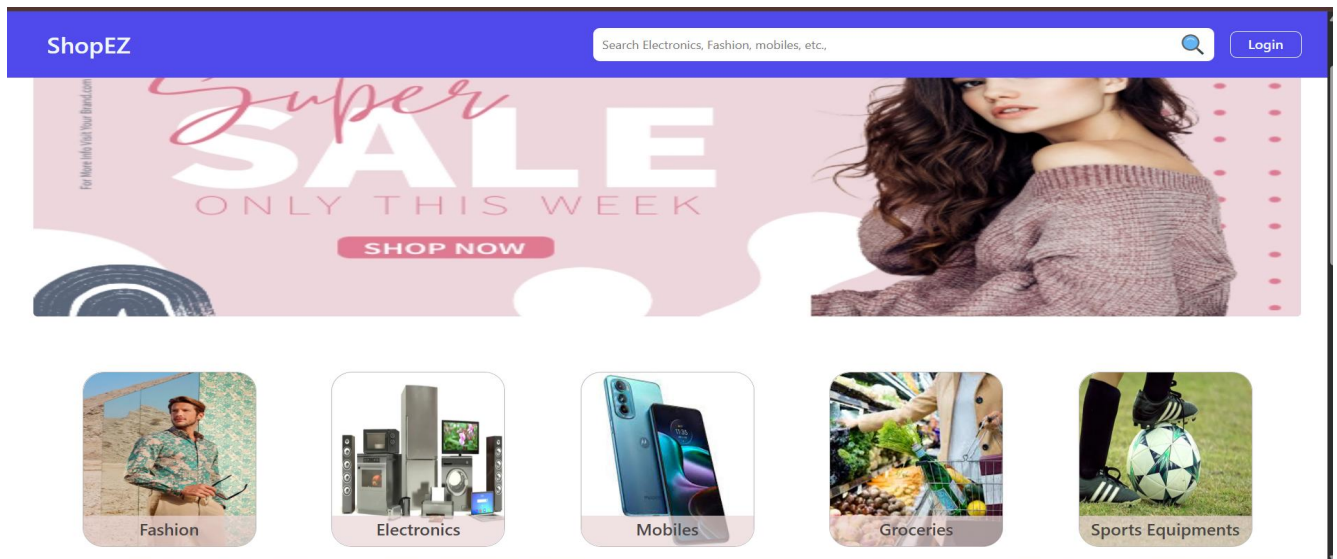 ShopEZ
Search Electronics, Fashion, mobiles, etc.,
Login
For More Info Visit Your Brand.com
Super
SALE
ONLY THIS WEEK
SHOP NOW
Fashion
Electronics
Mobiles
Groceries
Sports Equipments